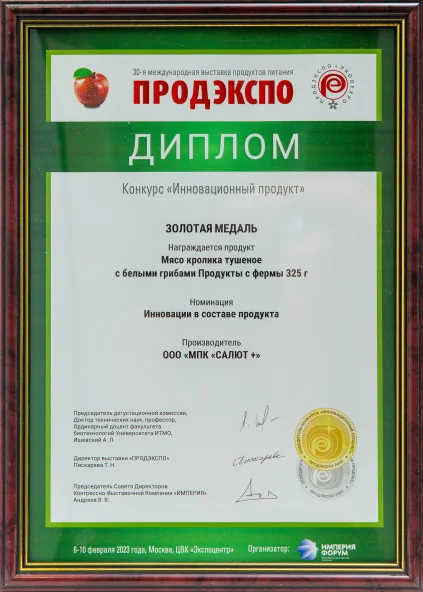 30-я международная выставка продуктов питания
ПРОДЭКСПО
ДИПЛОМ
Конкурс «Инновационный продукт»
ЗОЛОТАЯ МЕДАЛЬ
Награждается продукт
Мясо кролика тушеное
с белыми грибами Продукты с фермы 325 г
Номинация
Инновации в составе продукта
Производитель
ООО «МПК «САЛЮТ +»
Председатель дегустационной комиссии,
Доктор технических наук, профессор,
Ординарный доцент факультета
биотехнологий Университета ИТМО,
Ишевский А. Л.
Директор выставки «ПРОДЭКСПО»
Пискарева Т. Н.
Председатель Совета Директоров
Конгрессно-Выставочной Компании «ИМПЕРИЯ»
Андреев В. В.
6-10 февраля 2023 года, Москва, ЦВК «Экспоцентр»
Организатор:
ИМПЕРИЯ
ФОРУМ